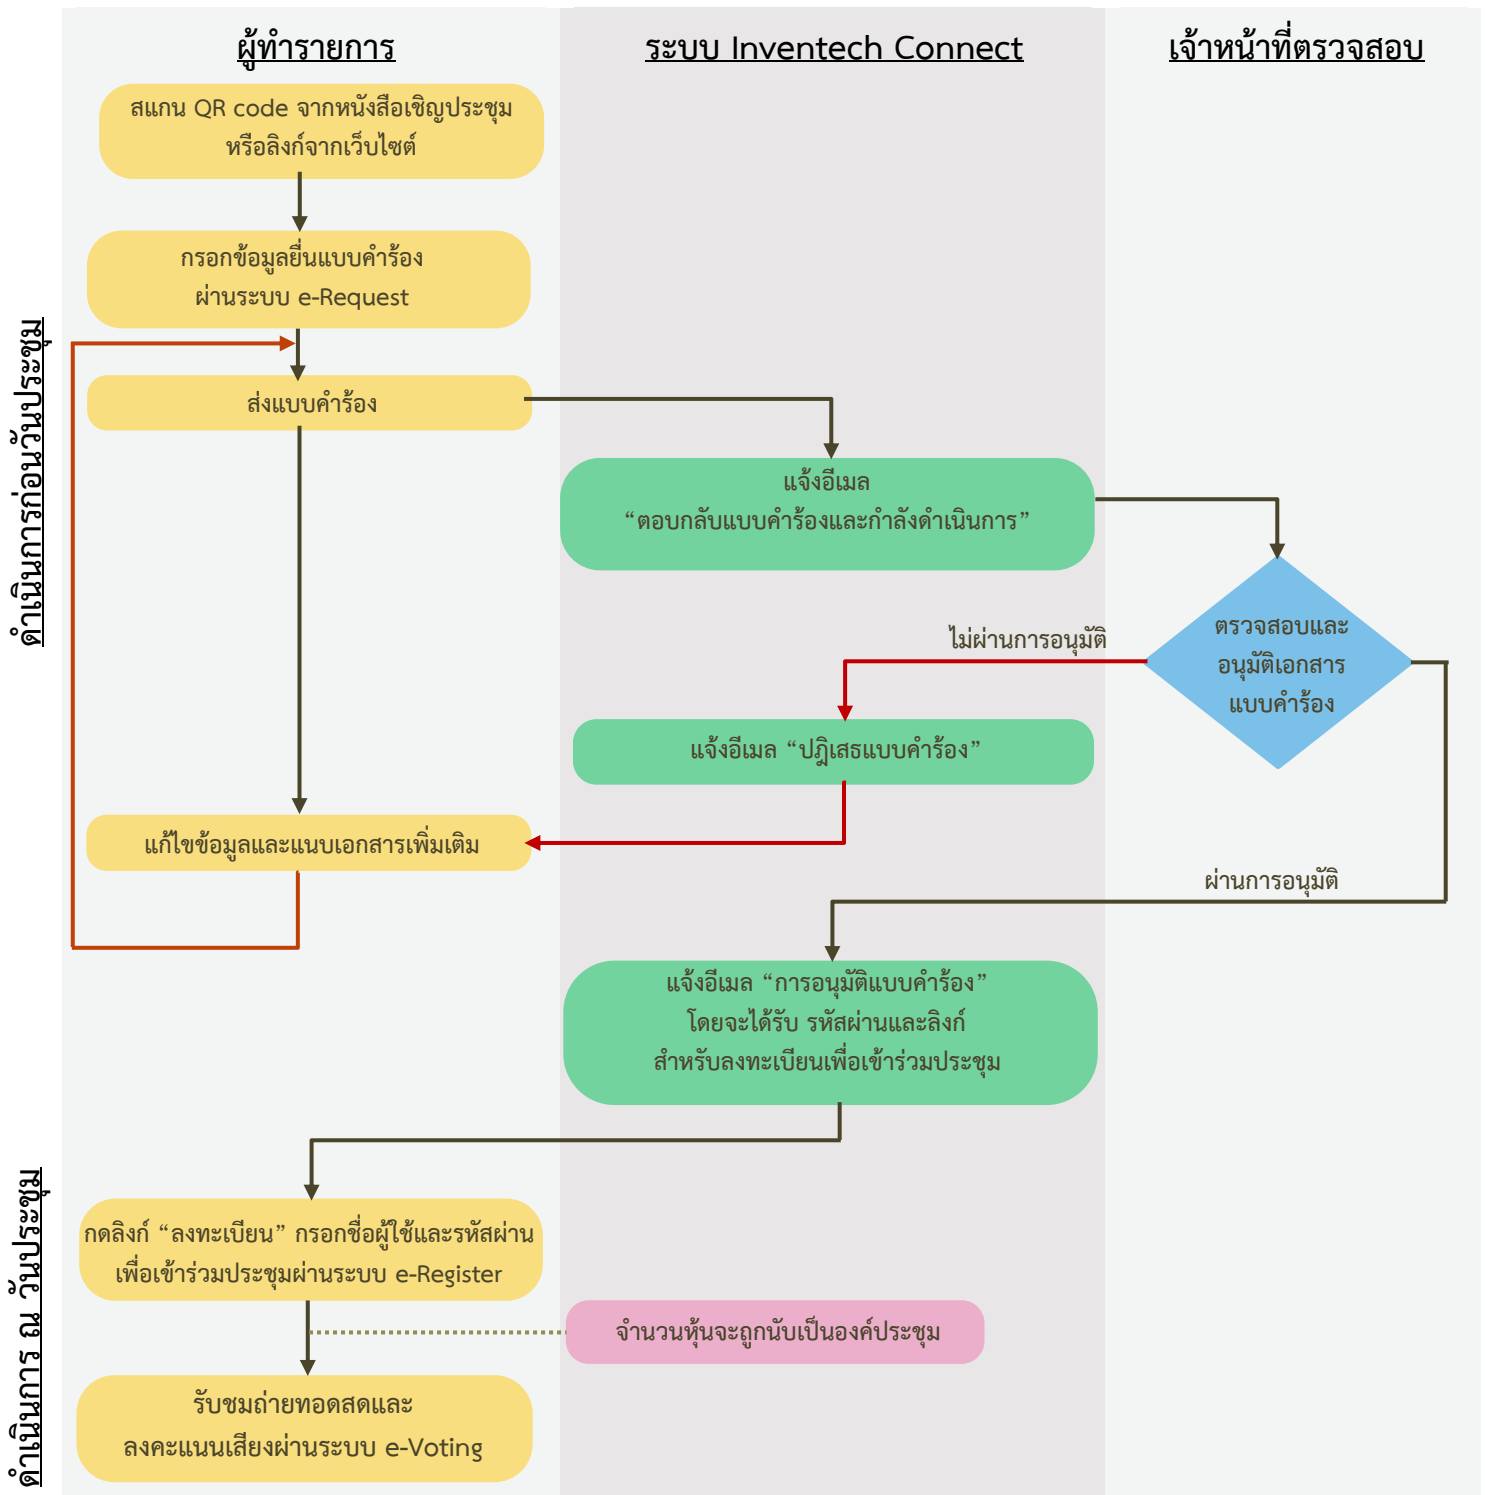 ผู้ทำรายการ
ระบบ Inventech Connect
เจ้าหน้าที่ตรวจสอบ
ดำเนินการก่อนวันประชุม
สแกน QR code จากหนังสือเชิญประชุม
หรือลิงก์จากเว็บไซต์
กรอกข้อมูลยื่นแบบคำร้อง
ผ่านระบบ e-Request
ส่งแบบคำร้อง
แจ้งอีเมล
“ตอบกลับแบบคำร้องและกำลังดำเนินการ”
ตรวจสอบและ
อนุมัติเอกสาร
แบบคำร้อง
ไม่ผ่านการอนุมัติ
แจ้งอีเมล “ปฎิเสธแบบคำร้อง”
แก้ไขข้อมูลและแนบเอกสารเพิ่มเติม
ผ่านการอนุมัติ
แจ้งอีเมล “การอนุมัติแบบคำร้อง”
โดยจะได้รับ รหัสผ่านและลิงก์
สำหรับลงทะเบียนเพื่อเข้าร่วมประชุม
ดำเนินการ ณ วันประชุม
กดลิงก์ “ลงทะเบียน” กรอกชื่อผู้ใช้และรหัสผ่าน
เพื่อเข้าร่วมประชุมผ่านระบบ e-Register
จำนวนหุ้นจะถูกนับเป็นองค์ประชุม
รับชมถ่ายทอดสดและ
ลงคะแนนเสียงผ่านระบบ e-Voting